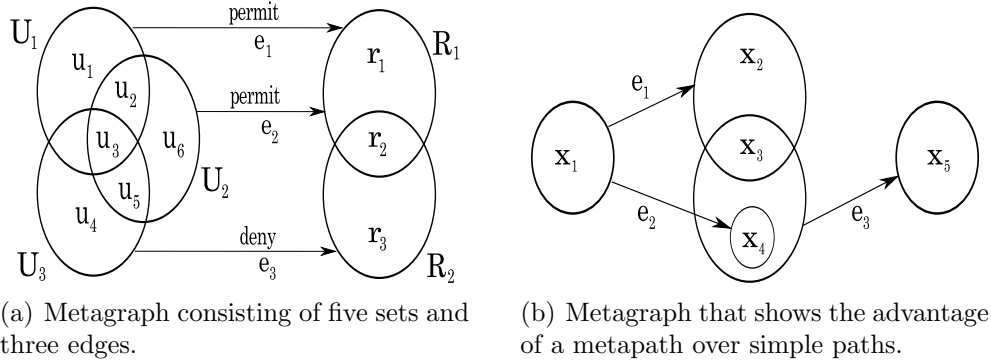 U1
u1
u2
u3
u4
u5
u6
U2
U3
permit
e1
permit
e2
deny
e3
R1
r1
r2
r3
R2
(a) Metagraph consisting of five sets and
three edges.
x1
e1
e2
x2
x3
x4
e3
x5
(b) Metagraph that shows the advantage
of a metapath over simple paths.